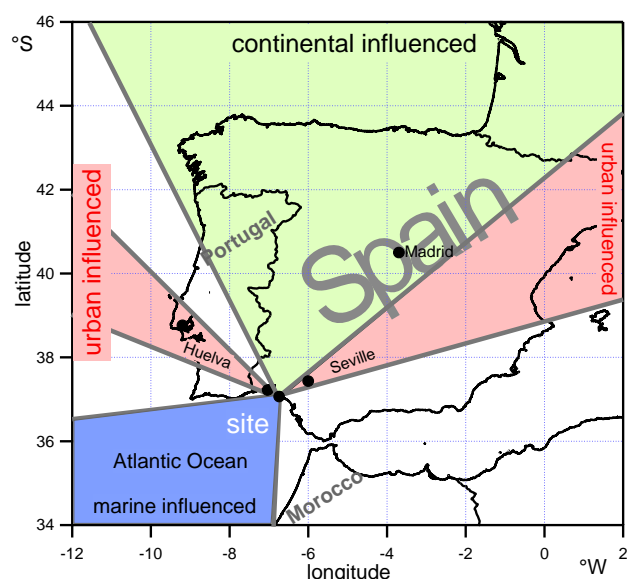 46
°S
continental influenced
44
urban influenced
42
urban influenced
Portugal
Spain
Madrid
latitude
40
38
Huelva
Seville
site
36
Atlantic Ocean
marine influenced
Morocco
34
-12
-10
-8
-6
-4
-2
0
2
longitude
°W